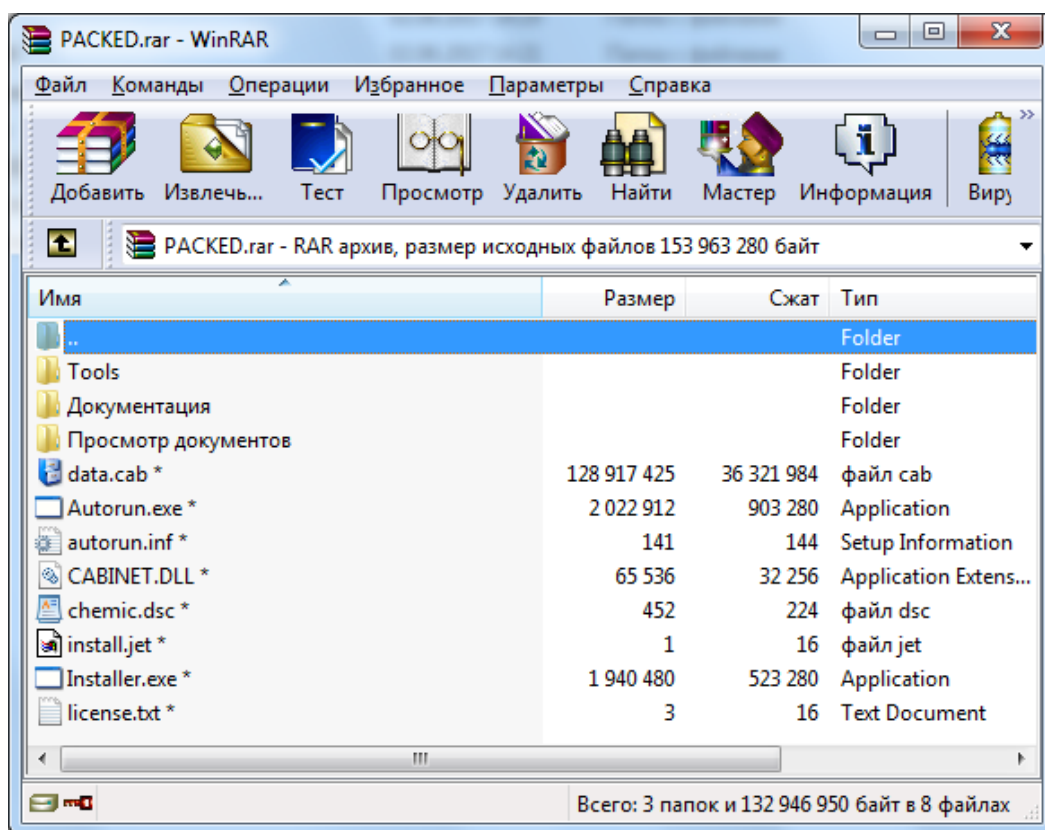 PACKED.rar - WinRAR
Файл Команды Операции Избранное Параметры Справка
Добавить Извлечь... Тест Просмотр Удалить Найти Мастер Информация Виру
PACKED.rar - RAR архив, размер исходных файлов 153 963 280 байт
Имя Размер Сжат Тип
.. Folder
Tools Folder
Документация Folder
Просмотр документов Folder
data.cab * 128 917 425 36 321 984 файл cab
Autorun.exe * 2 022 912 903 280 Application
autorun.inf * 141 144 Setup Information
CABINET.DLL * 65 536 32 256 Application Extens...
chemic.dsc * 452 224 файл dsc
install.jet * 1 16 файл jet
Installer.exe * 1 940 480 523 280 Application
license.txt * 3 16 Text Document
Всего: 3 папок и 132 946 950 байт в 8 файлах